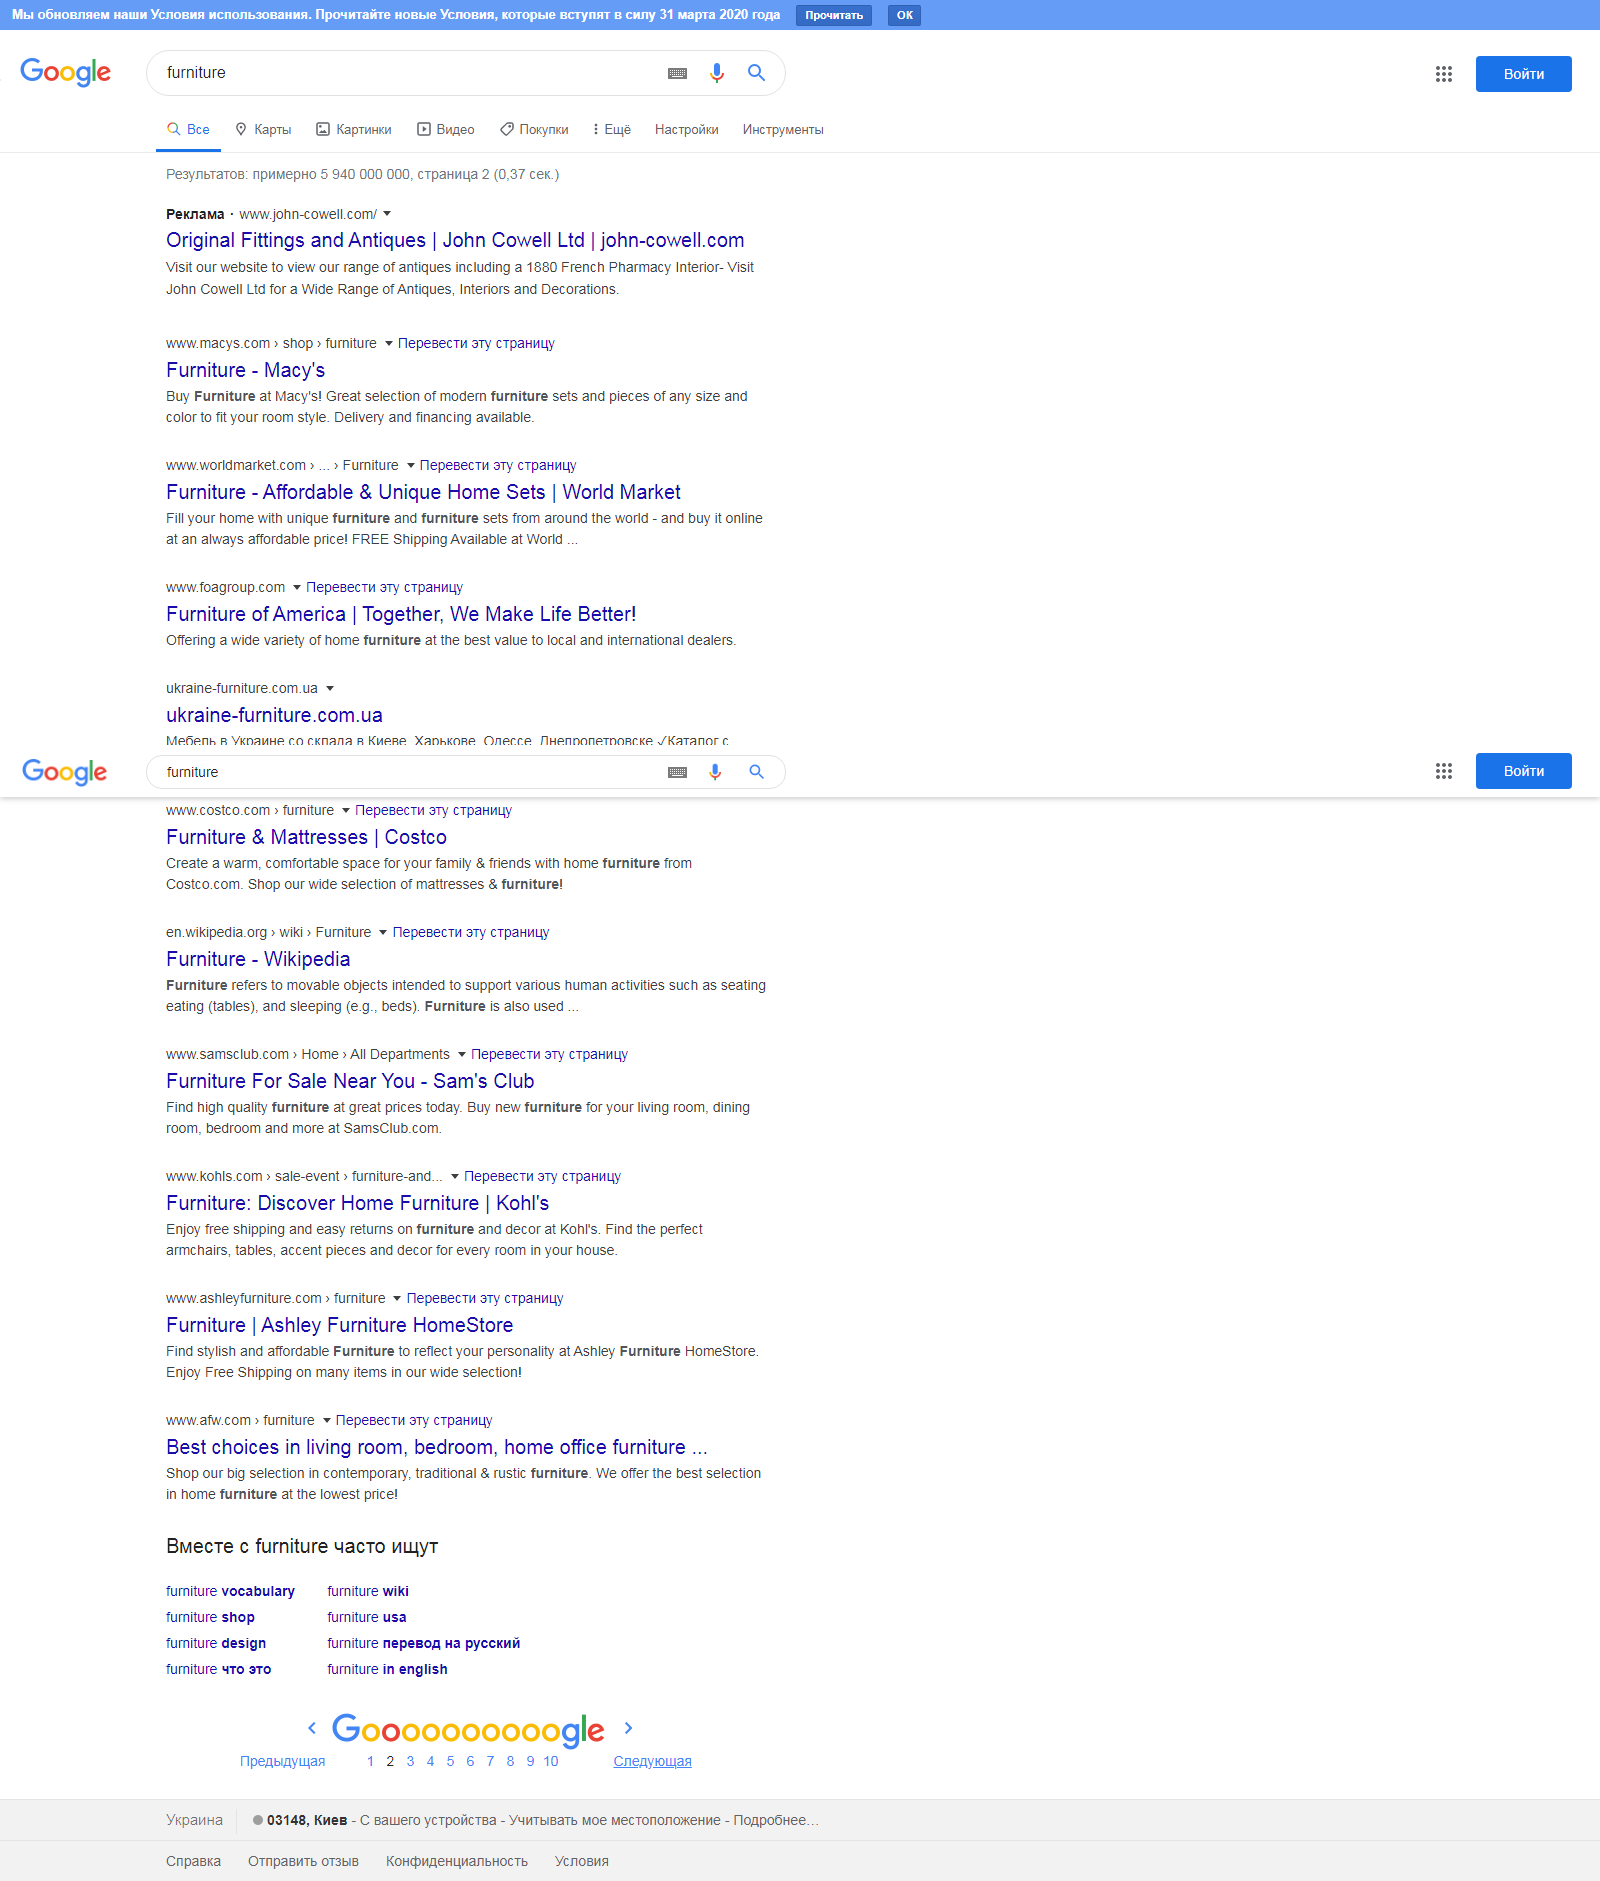 Мы обновляем наши Условия использования. Прочитайте новые Условия, которые вступят в силу 31 марта 2020 года Прочитать ОК
Google furniture Войти
Все Карты Картинки Видео Покупки Ещё Настройки Инструменты
Результатов: примерно 5 940 000 000, страница 2 (0,37 сек.)
Реклама · www.john-cowell.com/
Original Fittings and Antiques | John Cowell Ltd | john-cowell.com
Visit our website to view our range of antiques including a 1880 French Pharmacy Interior- Visit
John Cowell Ltd for a Wide Range of Antiques, Interiors and Decorations.
www.macys.com › shop › furniture Перевести эту страницу
Furniture - Macy's
Buy Furniture at Macy's! Great selection of modern furniture sets and pieces of any size and
color to fit your room style. Delivery and financing available.
www.worldmarket.com › ... › Furniture Перевести эту страницу
Furniture - Affordable & Unique Home Sets | World Market
Fill your home with unique furniture and furniture sets from around the world - and buy it online
at an always affordable price! FREE Shipping Available at World ...
www.foagroup.com Перевести эту страницу
Furniture of America | Together, We Make Life Better!
Offering a wide variety of home furniture at the best value to local and international dealers.
ukraine-furniture.com.ua
ukraine-furniture.com.ua
Мебель в Украине со склада в Киеве, Харькове, Одессе, Днепропетровске ✓Каталог с
Google furniture Войти
www.costco.com › furniture Перевести эту страницу
Furniture & Mattresses | Costco
Create a warm, comfortable space for your family & friends with home furniture from
Costco.com. Shop our wide selection of mattresses & furniture!
en.wikipedia.org › wiki › Furniture Перевести эту страницу
Furniture - Wikipedia
Furniture refers to movable objects intended to support various human activities such as seating
eating (tables), and sleeping (e.g., beds). Furniture is also used ...
www.samsclub.com › Home › All Departments Перевести эту страницу
Furniture For Sale Near You - Sam's Club
Find high quality furniture at great prices today. Buy new furniture for your living room, dining
room, bedroom and more at SamsClub.com.
www.kohls.com › sale-event › furniture-and... Перевести эту страницу
Furniture: Discover Home Furniture | Kohl's
Enjoy free shipping and easy returns on furniture and decor at Kohl's. Find the perfect
armchairs, tables, accent pieces and decor for every room in your house.
www.ashleyfurniture.com › furniture Перевести эту страницу
Furniture | Ashley Furniture HomeStore
Find stylish and affordable Furniture to reflect your personality at Ashley Furniture HomeStore.
Enjoy Free Shipping on many items in our wide selection!
www.afw.com › furniture Перевести эту страницу
Best choices in living room, bedroom, home office furniture ...
Shop our big selection in contemporary, traditional & rustic furniture. We offer the best selection
in home furniture at the lowest price!
Вместе с furniture часто ищут
furniture vocabulary furniture wiki
furniture shop furniture usa
furniture design furniture перевод на русский
furniture что это furniture in english
Goooooooooogle
Предыдущая 1 2 3 4 5 6 7 8 9 10 Следующая
Украина 03148, Киев - С вашего устройства - Учитывать мое местоположение - Подробнее…
Справка Отправить отзыв Конфиденциальность Условия